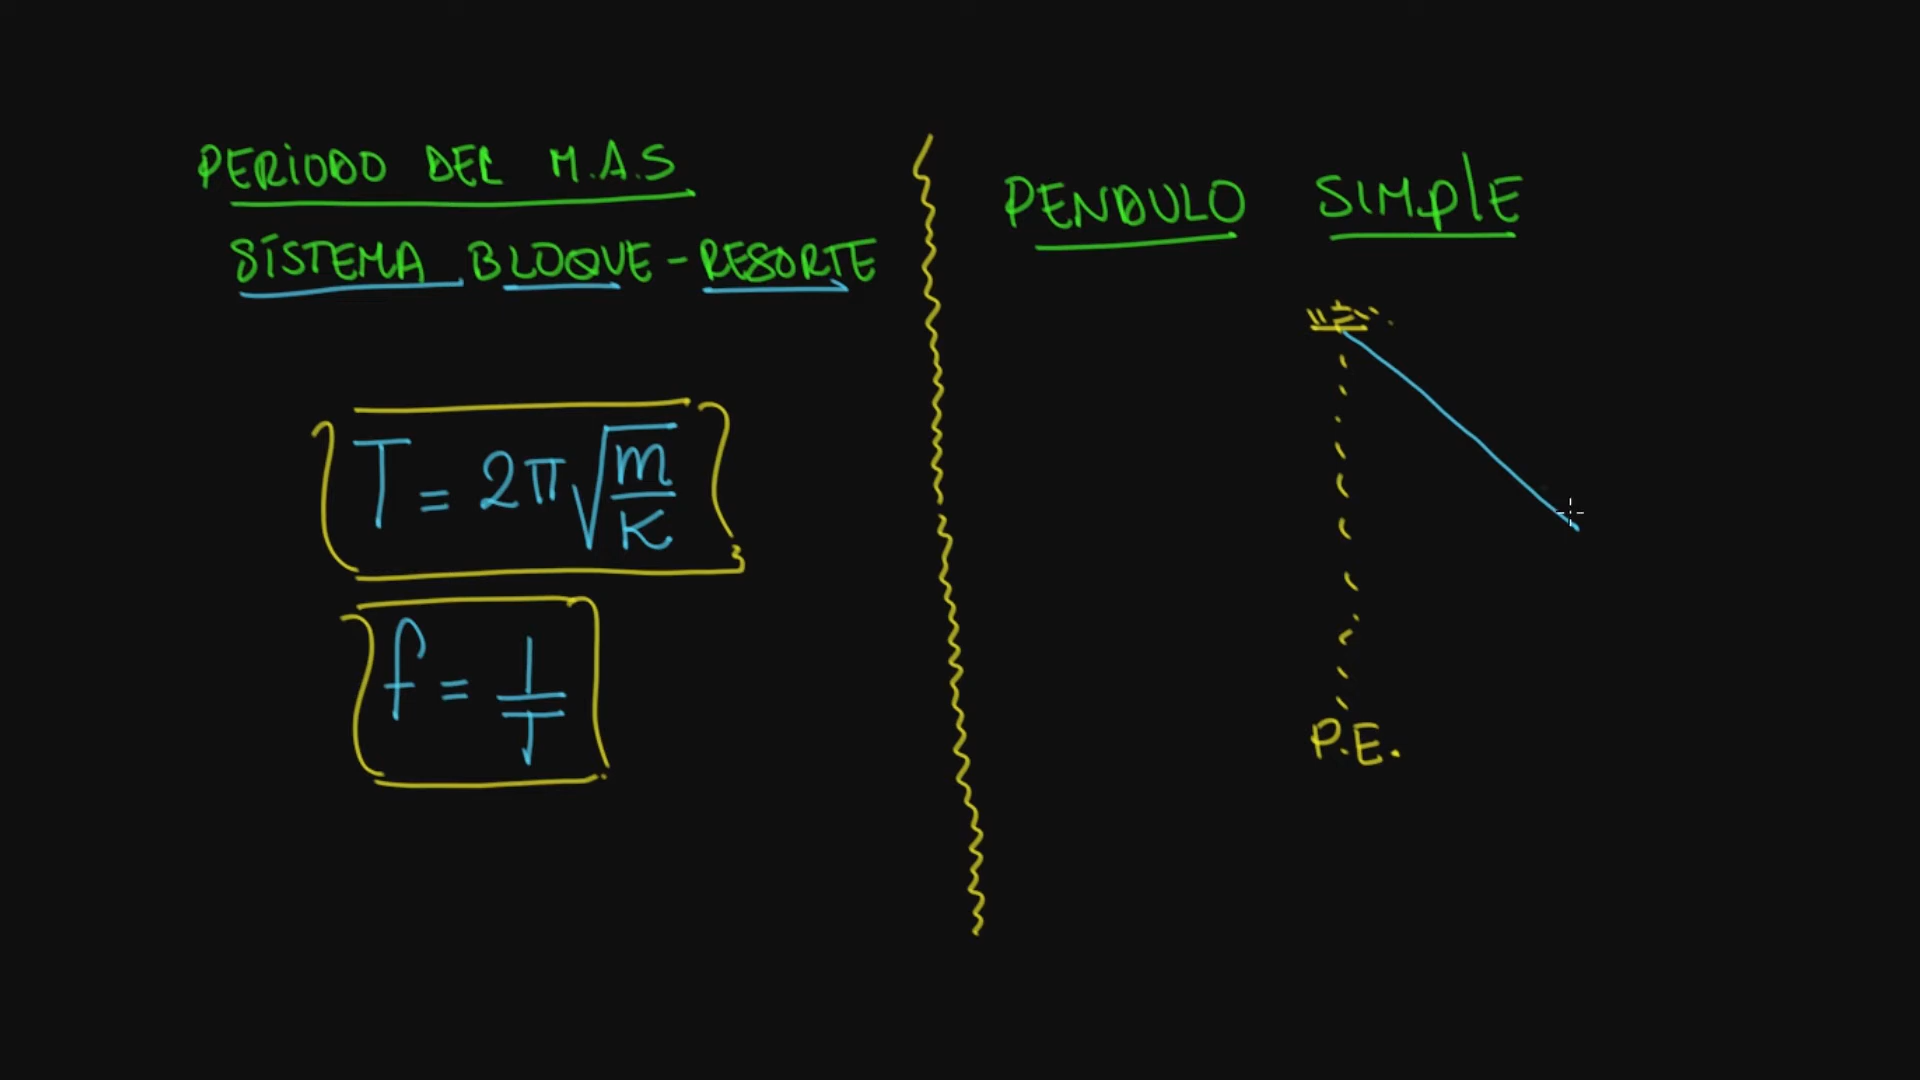 PERIODO DEL M.A.S
SISTEMA BLOQUE-RESORTE
T = 2π√(m/K)
f = 1/T
PENDULO SIMPLE
P.E.